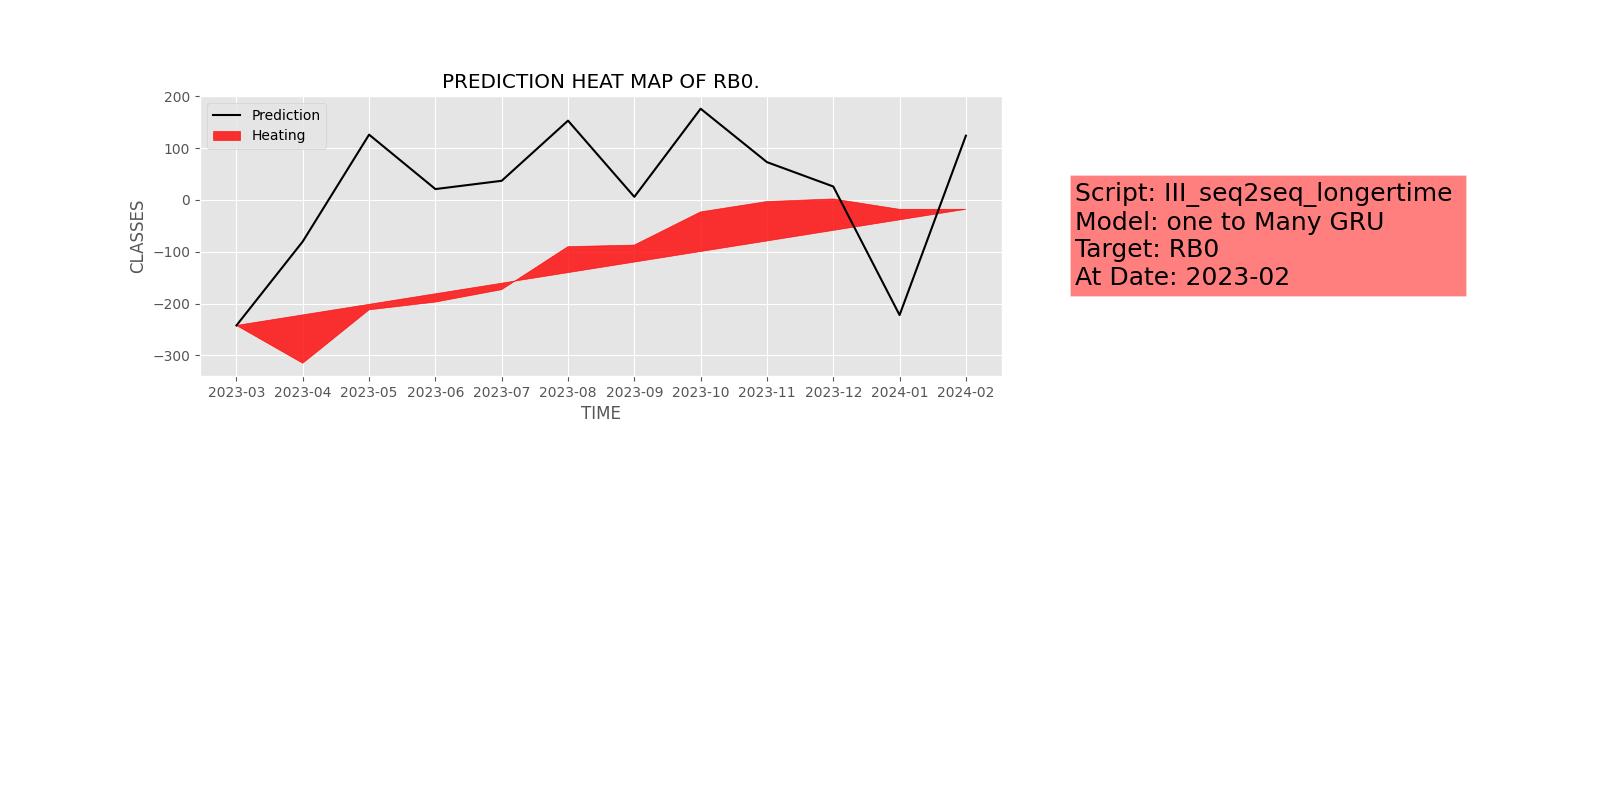 PREDICTION HEAT MAP OF RB0.
200
100
0
−100
−200
−300
CLASSES
Prediction
Heating
2023-03 2023-04 2023-05 2023-06 2023-07 2023-08 2023-09 2023-10 2023-11 2023-12 2024-01 2024-02
TIME
Script: III_seq2seq_longertime
Model: one to Many GRU
Target: RB0
At Date: 2023-02